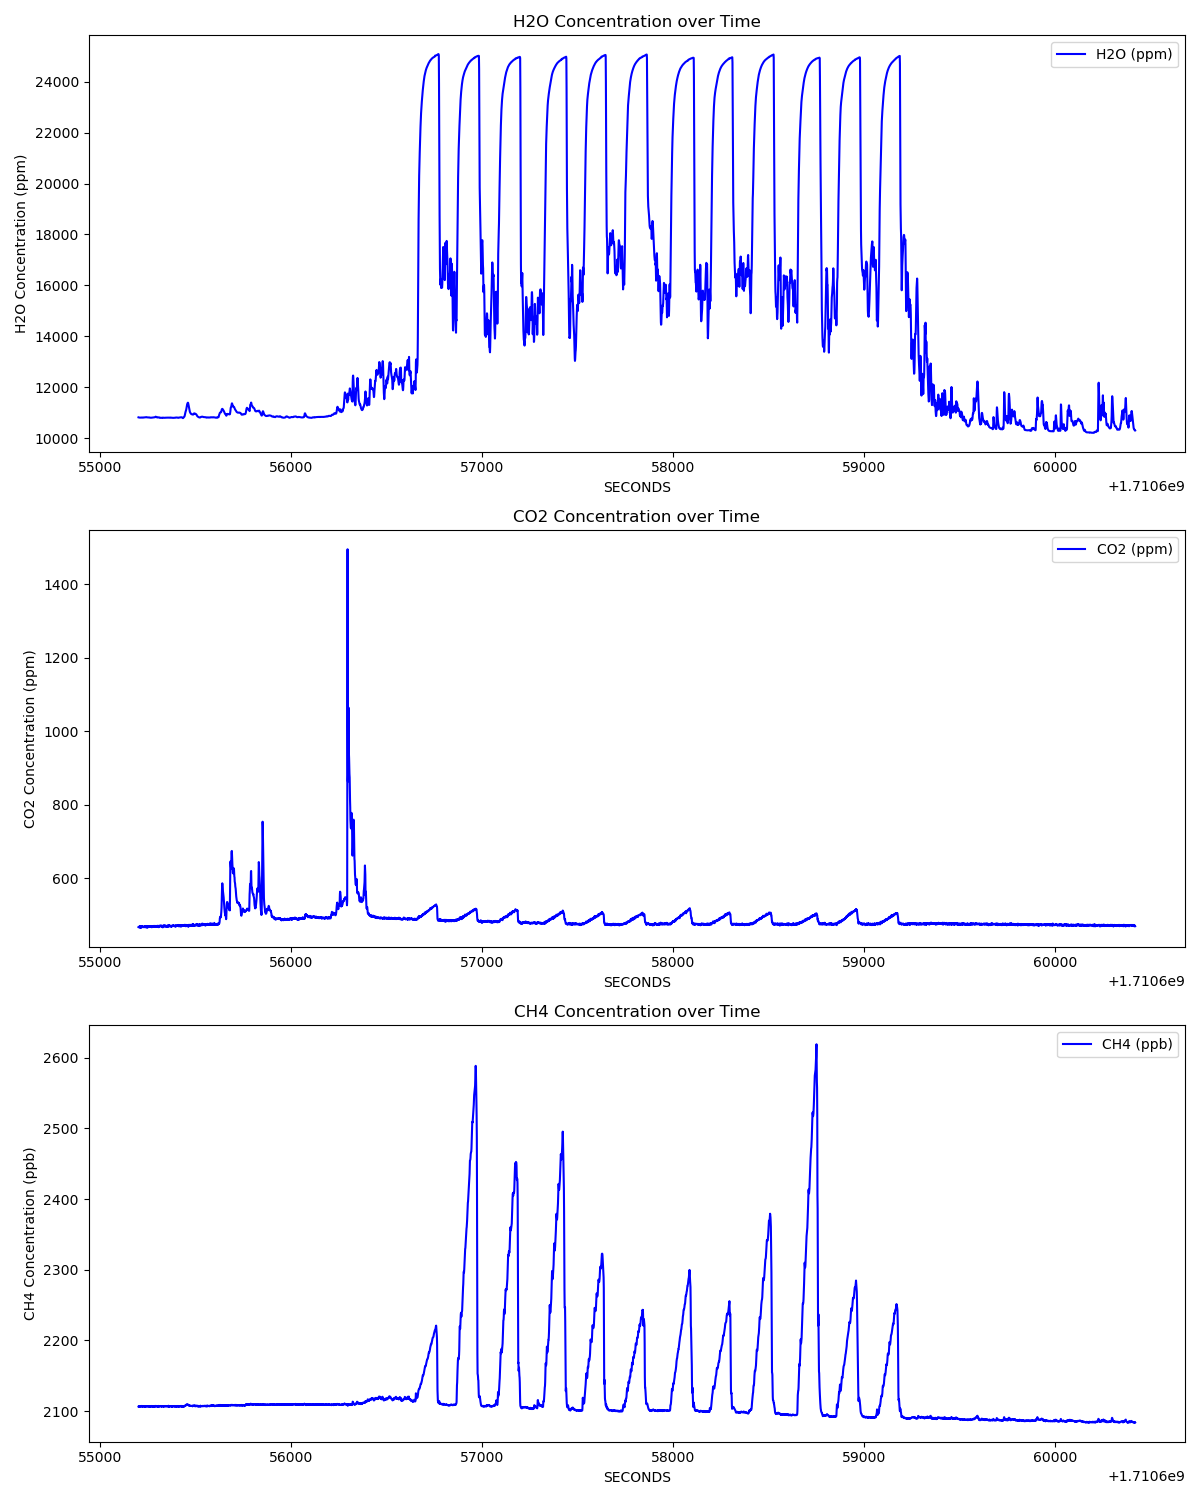 H2O Concentration over Time
H2O (ppm)
H2O Concentration (ppm)
24000
22000
20000
18000
16000
14000
12000
10000
55000 56000 57000 58000 59000 60000
SECONDS
+1.7106e9
CO2 Concentration over Time
CO2 (ppm)
CO2 Concentration (ppm)
1400
1200
1000
800
600
55000 56000 57000 58000 59000 60000
SECONDS
+1.7106e9
CH4 Concentration over Time
CH4 (ppb)
CH4 Concentration (ppb)
2600
2500
2400
2300
2200
2100
55000 56000 57000 58000 59000 60000
SECONDS
+1.7106e9